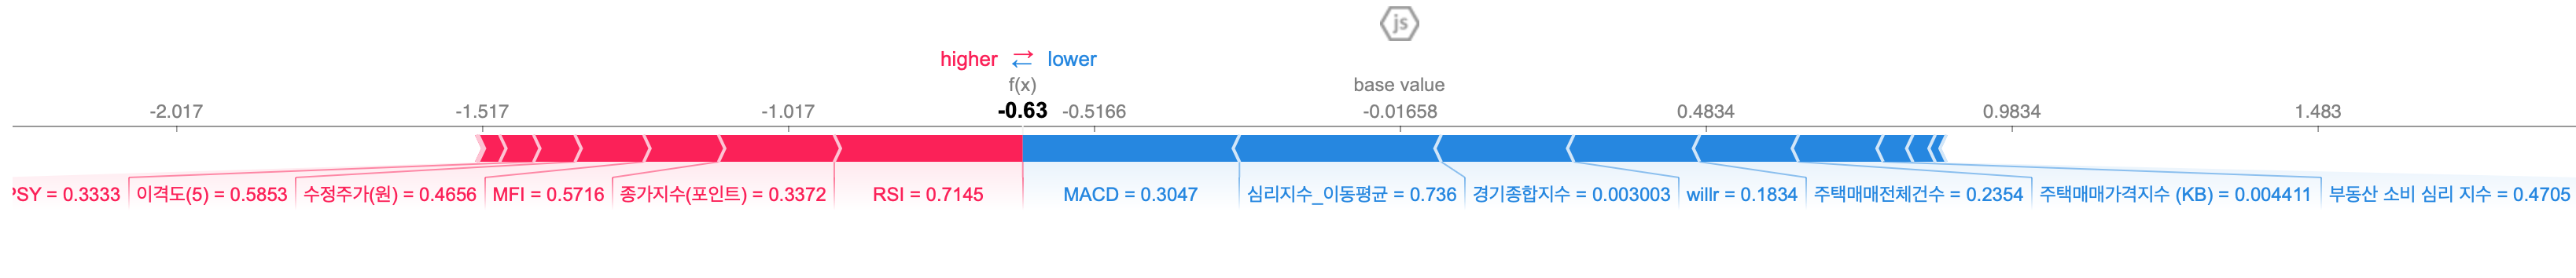 js
higher ⇄ lower
f(x) base value
-2.017 -1.517 -1.017 -0.63 -0.5166 -0.01658 0.4834 0.9834 1.483
PSY = 0.3333 이격도(5) = 0.5853 수정주가(원) = 0.4656 MFI = 0.5716 종가지수(포인트) = 0.3372 RSI = 0.7145 MACD = 0.3047 심리지수_이동평균 = 0.736 경기종합지수 = 0.003003 willr = 0.1834 주택매매전체건수 = 0.2354 주택매매가격지수 (KB) = 0.004411 부동산 소비 심리 지수 = 0.4705